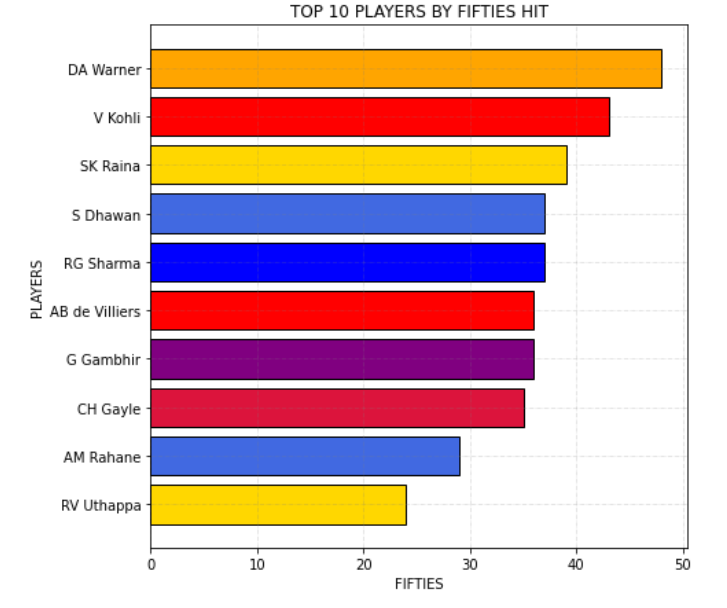 TOP 10 PLAYERS BY FIFTIES HIT
PLAYERS
DA Warner
V Kohli
SK Raina
S Dhawan
RG Sharma
AB de Villiers
G Gambhir
CH Gayle
AM Rahane
RV Uthappa
0 10 20 30 40 50
FIFTIES